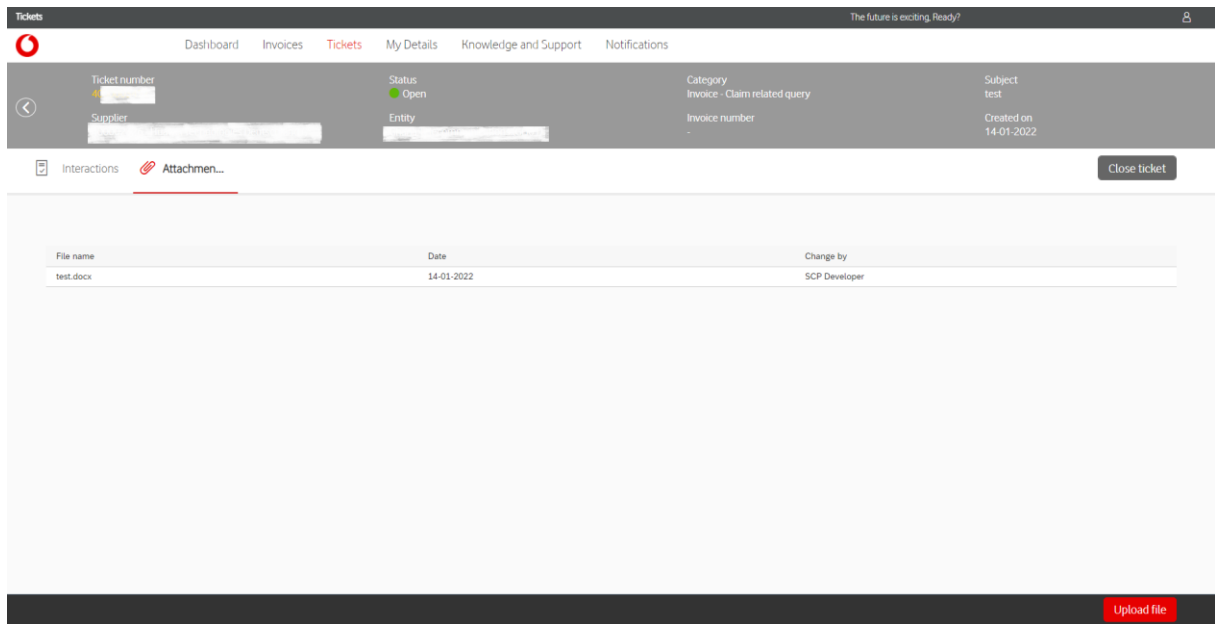 Tickets The future is exciting, Ready?
Dashboard Invoices Tickets My Details Knowledge and Support Notifications
Ticket number Status Category Subject
Open Invoice - Claim related query test
Supplier Entity Invoice number Created on
- 14-01-2022
Interactions Attachmen... Close ticket
File name Date Change by
test.docx 14-01-2022 SCP Developer
Upload file